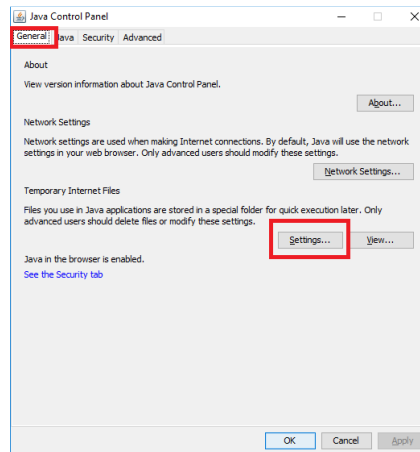 Java Control Panel
General Java Security Advanced
About
View version information about Java Control Panel.
About...
Network Settings
Network settings are used when making Internet connections. By default, Java will use the network
settings in your web browser. Only advanced users should modify these settings.
Network Settings...
Temporary Internet Files
Files you use in Java applications are stored in a special folder for quick execution later. Only
advanced users should delete files or modify these settings.
Settings... View...
Java in the browser is enabled.
See the Security tab
OK Cancel Apply